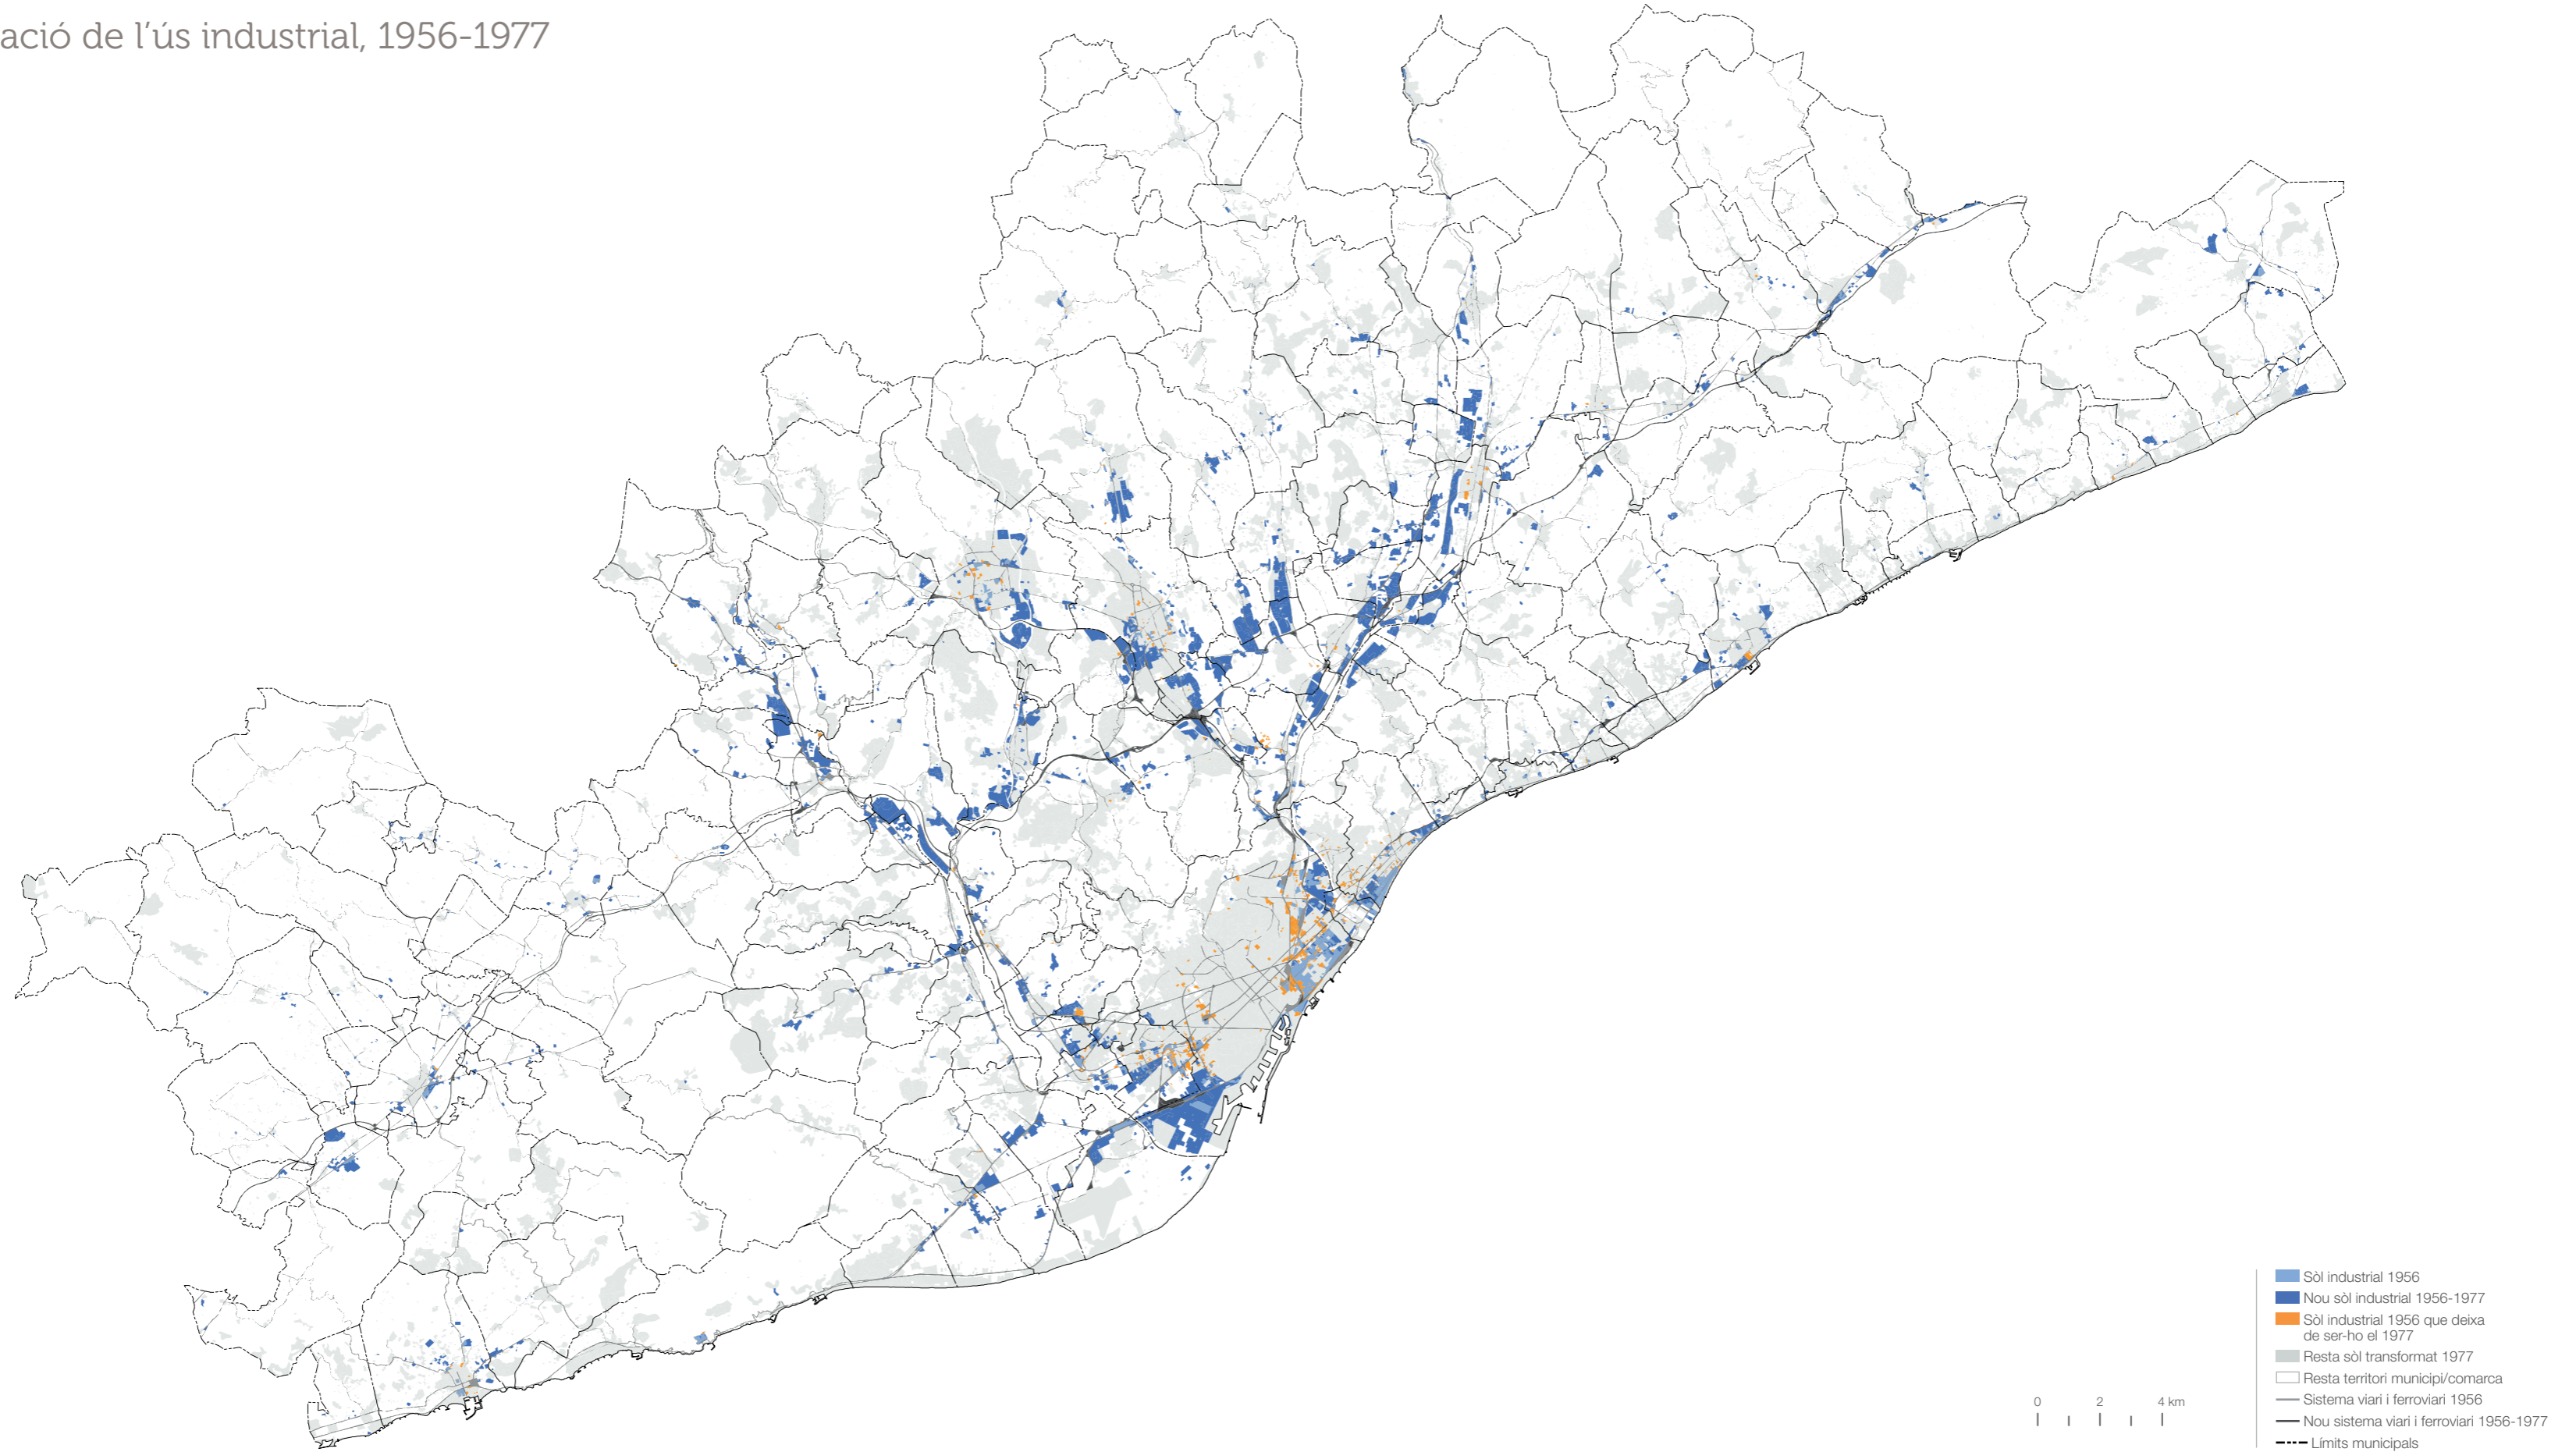 ació de l'ús industrial, 1956-1977
Sòl industrial 1956
Nou sòl industrial 1956-1977
Sòl industrial 1956 que deixa
de ser-ho el 1977
Resta sòl transformat 1977
Resta territori municipi/comarca
Sistema viari i ferroviari 1956
Nou sistema viari i ferroviari 1956-1977
Límits municipals
0 2 4 km